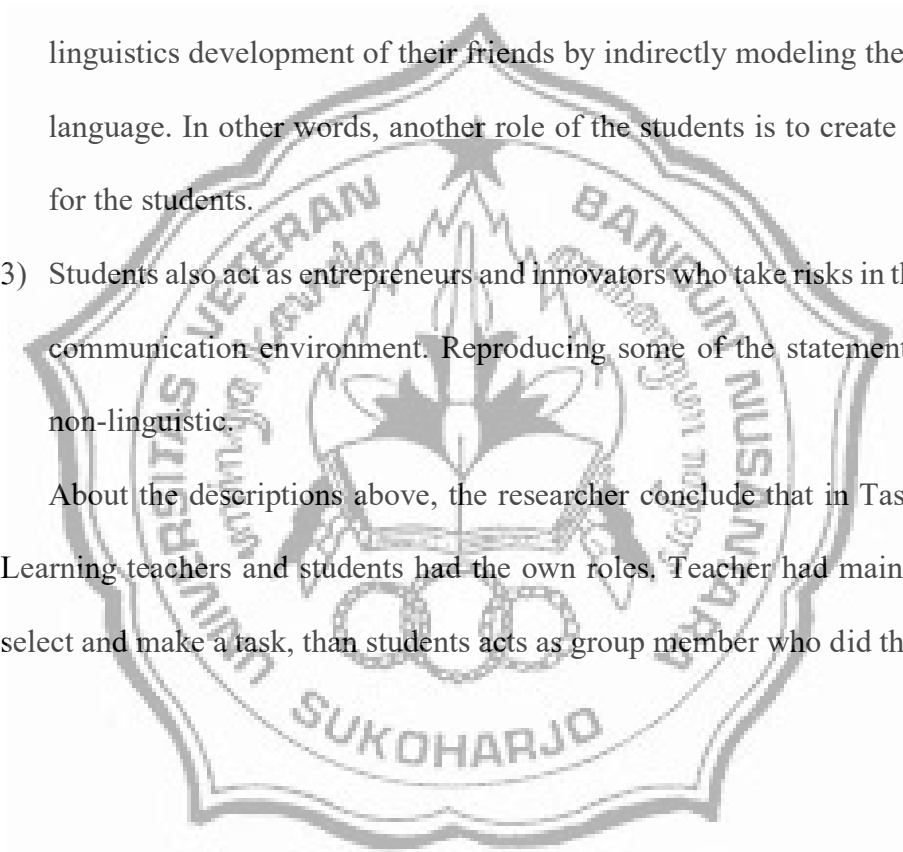 linguistics development of their friends by indirectly modeling the
language. In other words, another role of the students is to create
for the students.
3) Students also act as entrepreneurs and innovators who take risks in th
communication environment. Reproducing some of the statement
non-linguistic.
About the descriptions above, the researcher conclude that in Tas
Learning teachers and students had the own roles. Teacher had main
select and make a task, than students acts as group member who did th
UNIVERSITAS VETERAN BANGUN NUSANTARA
SUKOHARJO